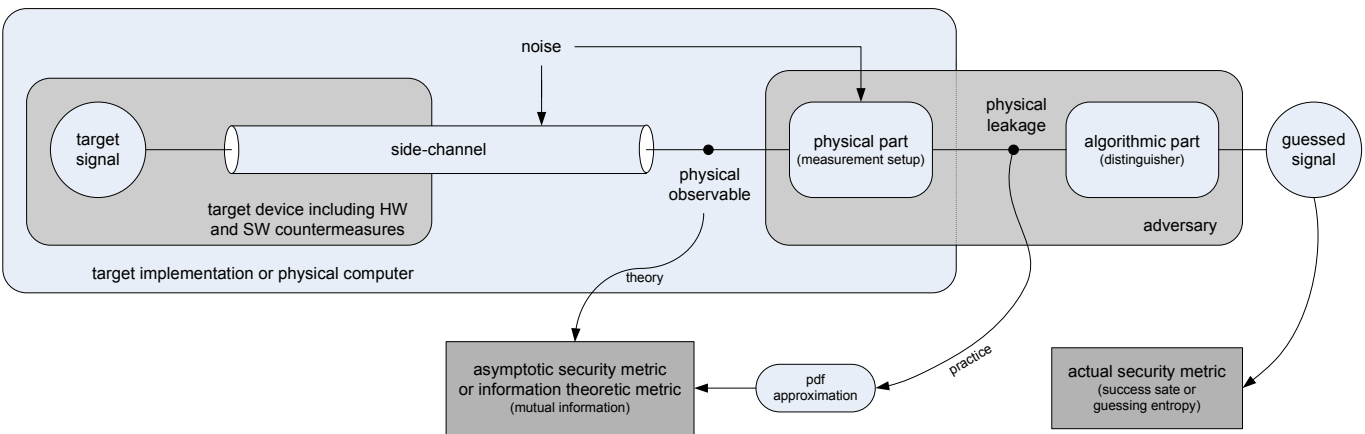 noise
target
signal
side-channel
physical
observable
physical part
(measurement setup)
physical
leakage
algorithmic part
(distinguisher)
guessed
signal
target device including HW
and SW countermeasures
adversary
target implementation or physical computer
theory
practice
asymptotic security metric
or information theoretic metric
(mutual information)
pdf
approximation
actual security metric
(success sate or
guessing entropy)